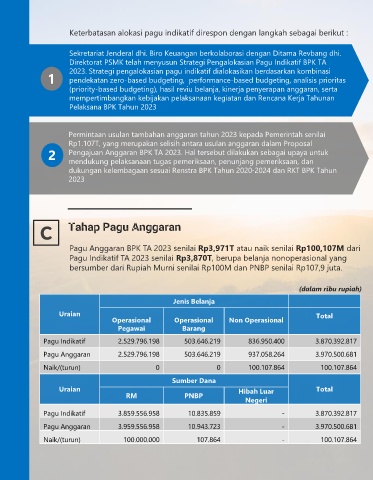 Keterbatasan alokasi pagu indikatif direspon dengan langkah sebagai berikut :
Sekretariat Jenderal dhi. Biro Keuangan berkolaborasi dengan Ditama Revbang dhi.
Direktorat PSMK telah menyusun Strategi Pengalokasian Pagu Indikatif BPK TA
2023. Strategi pengalokasian pagu indikatif dialokasikan berdasarkan kombinasi
pendekatan zero-based budgeting, performance-based budgeting, analisis prioritas
(priority-based budgeting), hasil reviu belanja, kinerja penyerapan anggaran, serta
mempertimbangkan kebijakan pelaksanaan kegiatan dan Rencana Kerja Tahunan
Pelaksana BPK Tahun 2023
1
Permintaan usulan tambahan anggaran tahun 2023 kepada Pemerintah senilai
Rp1.107T, yang merupakan selisih antara usulan anggaran dalam Proposal
Pengajuan Anggaran BPK TA 2023. Hal tersebut dilakukan sebagai upaya untuk
mendukung pelaksanaan tugas pemeriksaan, penunjang pemeriksaan, dan
dukungan kelembagaan sesuai Renstra BPK Tahun 2020-2024 dan RKT BPK Tahun
2023
2
C Tahap Pagu Anggaran
Pagu Anggaran BPK TA 2023 senilai Rp3,971T atau naik senilai Rp100,107M dari
Pagu Indikatif TA 2023 senilai Rp3,870T, berupa belanja nonoperasional yang
bersumber dari Rupiah Murni senilai Rp100M dan PNBP senilai Rp107,9 juta.
(dalam ribu rupiah)
Uraian Jenis Belanja Total
Operasional Pegawai Operasional Barang Non Operasional
Pagu Indikatif 2.529.796.198 503.646.219 836.950.400 3.870.392.817
Pagu Anggaran 2.529.796.198 503.646.219 937.058.264 3.970.500.681
Naik/(turun) 0 0 100.107.864 100.107.864
Uraian Sumber Dana Total
RM PNBP Hibah Luar Negeri
Pagu Indikatif 3.859.556.958 10.835.859 - 3.870.392.817
Pagu Anggaran 3.959.556.958 10.943.723 - 3.970.500.681
Naik/(turun) 100.000.000 107.864 - 100.107.864